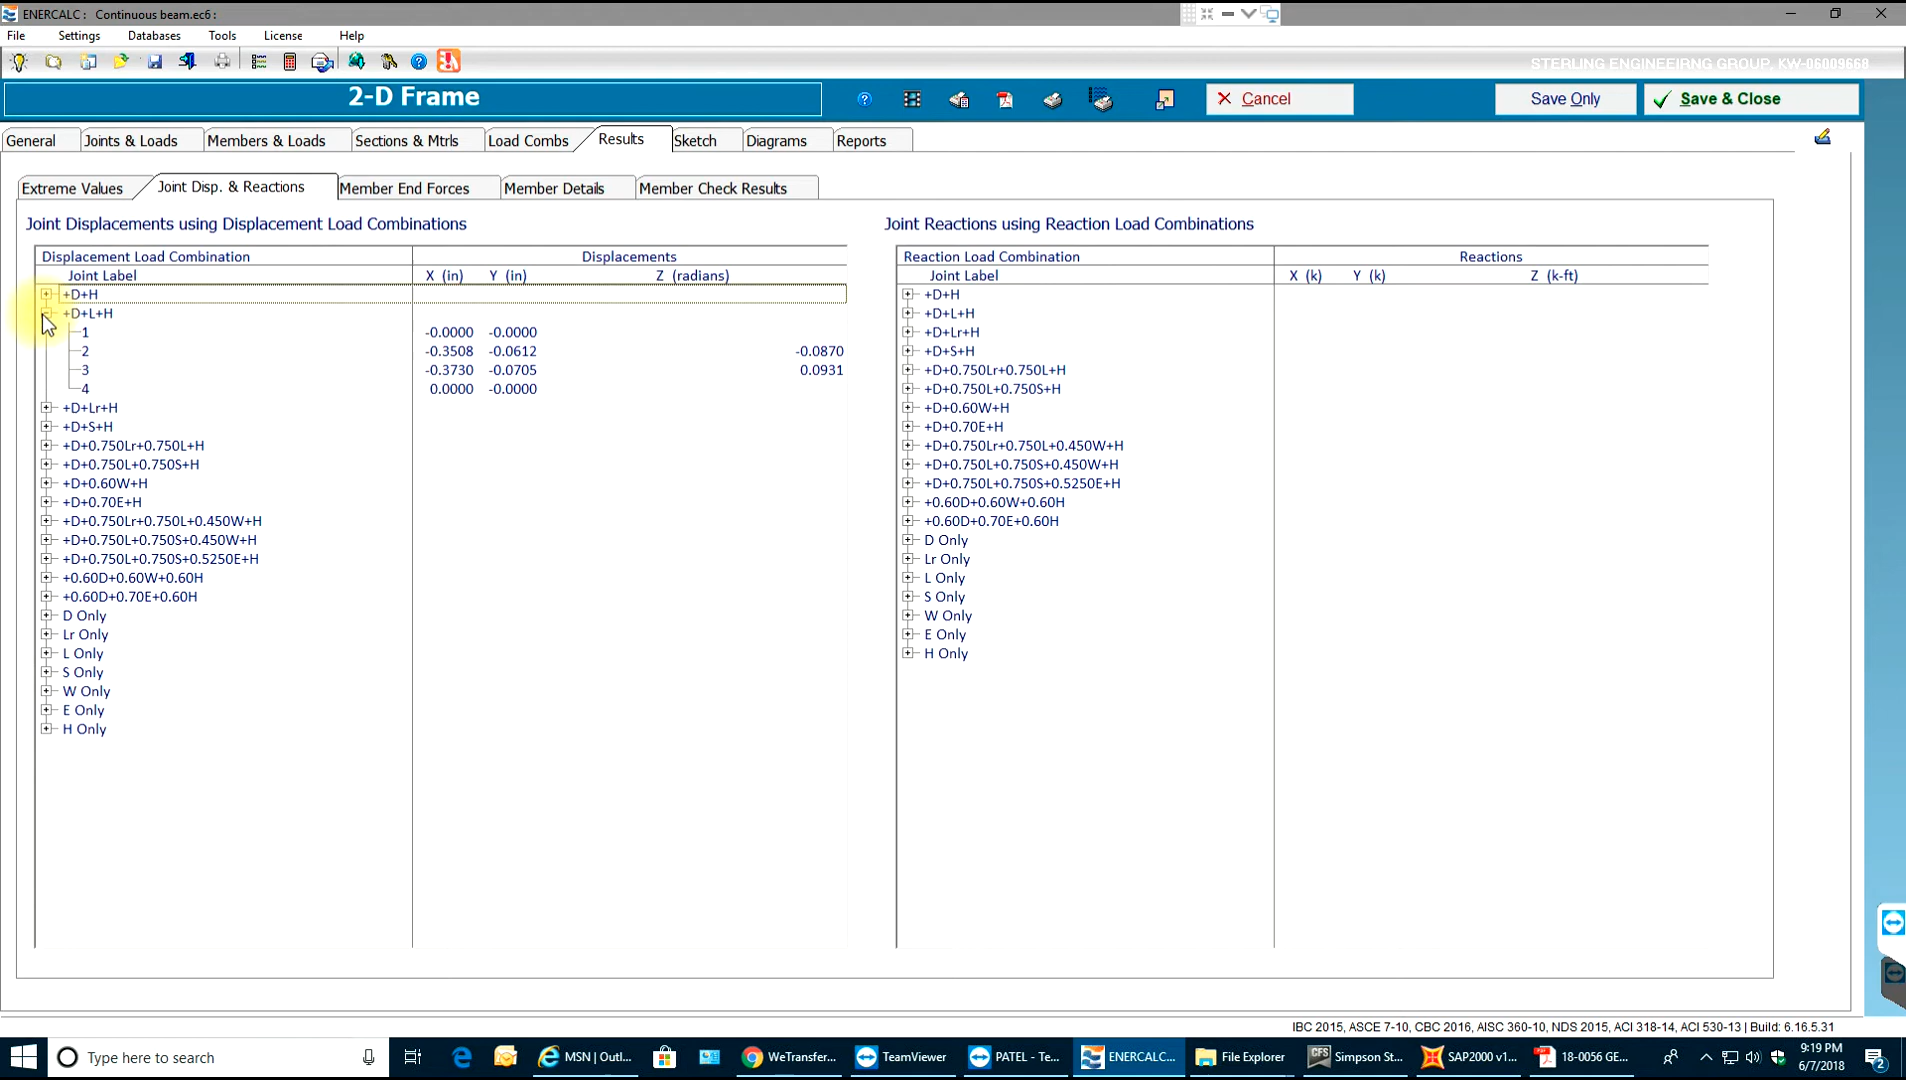 ENERCALC : Continuous beam.ec6 :
File Settings Databases Tools License Help
STERLING ENGINEEIRNG GROUP, KW-06009668
2-D Frame
Cancel Save Only Save & Close
General Joints & Loads Members & Loads Sections & Mtrls Load Combs Results Sketch Diagrams Reports
Extreme Values Joint Disp. & Reactions Member End Forces Member Details Member Check Results
Joint Displacements using Displacement Load Combinations
Displacement Load Combination Displacements
Joint Label X (in) Y (in) Z (radians)
+D+H
+D+L+H
1 -0.0000 -0.0000
2 -0.3508 -0.0612 -0.0870
3 -0.3730 -0.0705 0.0931
4 0.0000 -0.0000
+D+Lr+H
+D+S+H
+D+0.750Lr+0.750L+H
+D+0.750L+0.750S+H
+D+0.60W+H
+D+0.70E+H
+D+0.750Lr+0.750L+0.450W+H
+D+0.750L+0.750S+0.450W+H
+D+0.750L+0.750S+0.5250E+H
+0.60D+0.60W+0.60H
+0.60D+0.70E+0.60H
D Only
Lr Only
L Only
S Only
W Only
E Only
H Only
Joint Reactions using Reaction Load Combinations
Reaction Load Combination Reactions
Joint Label X (k) Y (k) Z (k-ft)
+D+H
+D+L+H
+D+Lr+H
+D+S+H
+D+0.750Lr+0.750L+H
+D+0.750L+0.750S+H
+D+0.60W+H
+D+0.70E+H
+D+0.750Lr+0.750L+0.450W+H
+D+0.750L+0.750S+0.450W+H
+D+0.750L+0.750S+0.5250E+H
+0.60D+0.60W+0.60H
+0.60D+0.70E+0.60H
D Only
Lr Only
L Only
S Only
W Only
E Only
H Only
IBC 2015, ASCE 7-10, CBC 2016, AISC 360-10, NDS 2015, ACI 318-14, ACI 530-13 | Build: 6.16.5.31
Type here to search MSN | Outl... WeTransfer... TeamViewer PATEL - Te... ENERCALC... File Explorer CFS Simpson St... SAP2000 v1... 18-0056 GE... 9:19 PM
6/7/2018 2